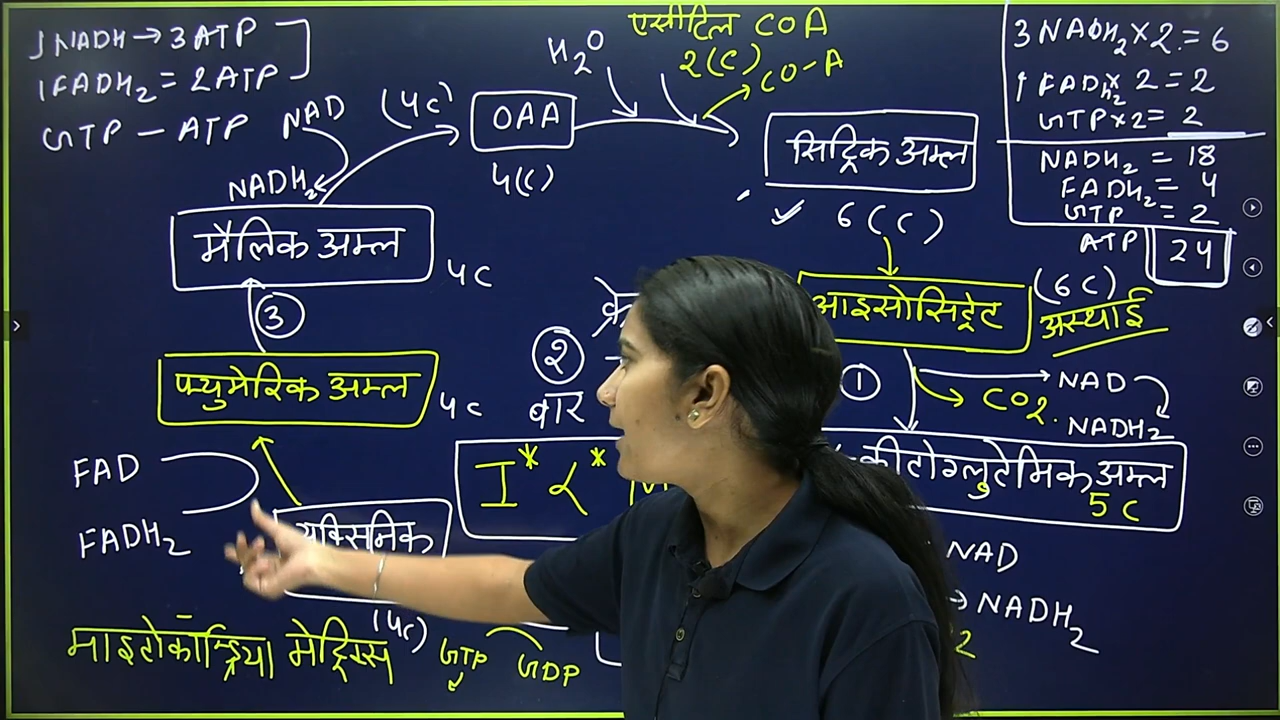 1 NADH → 3 ATP
1 FADH₂ = 2 ATP
GTP – ATP
NAD
NADH₂
(4C)
OAA
4(C)
H₂O
एसीटिल COA
2(C)
CO-A
3 NADH₂ × 2 = 6
1 FADH₂ × 2 = 2
GTP × 2 = 2
NADH₂ = 18
FADH₂ = 4
GTP = 2
ATP 24
सिट्रिक अम्ल
6(C)
मैलिक अम्ल
4C
आइसोसिट्रेट
(6C)
अस्थाई
3
2
बार
1
NAD
CO₂.
NADH₂
फ्युमेरिक अम्ल
4C
कीटोग्लुटेमिक अम्ल
5C
I* α*
FAD
FADH₂
(4C)
NAD
→ NADH₂
2
माइटोकॉन्ड्रिया मेट्रिक्स
GTP GDP